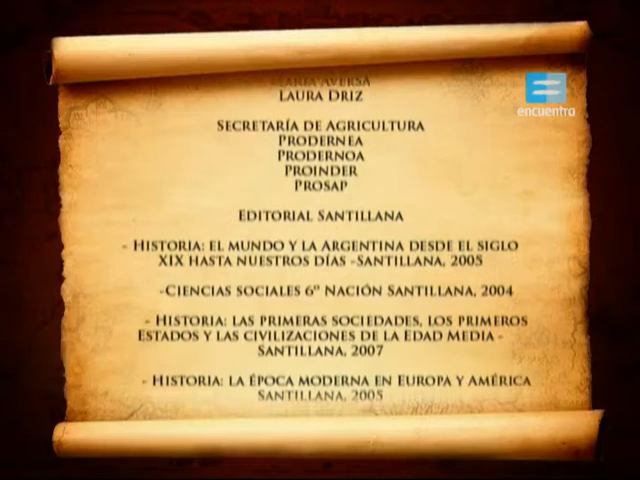 María Aversa
Laura Driz
Secretaría de Agricultura
Prodernea
Prodernoa
Proinder
Prosap
Editorial Santillana
- Historia: el mundo y la Argentina desde el siglo
XIX hasta nuestros días -Santillana, 2005
-Ciencias sociales 6º Nación Santillana, 2004
- Historia: las primeras sociedades, los primeros
Estados y las civilizaciones de la Edad Media -
Santillana, 2007
- Historia: la época moderna en Europa y América
Santillana, 2005
encuentro